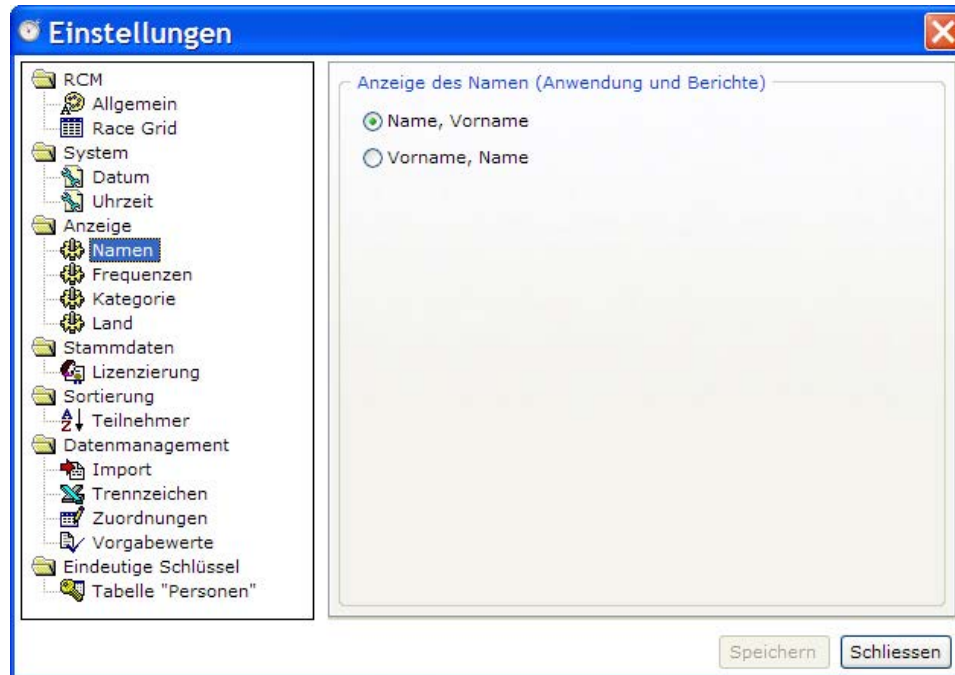 Einstellungen
RCM
Allgemein
Race Grid
System
Datum
Uhrzeit
Anzeige
Namen
Frequenzen
Kategorie
Land
Stammdaten
Lizenzierung
Sortierung
Teilnehmer
Datenmanagement
Import
Trennzeichen
Zuordnungen
Vorgabewerte
Eindeutige Schlüssel
Tabelle "Personen"
Anzeige des Namen (Anwendung und Berichte)
Name, Vorname
Vorname, Name
Speichern
Schliessen